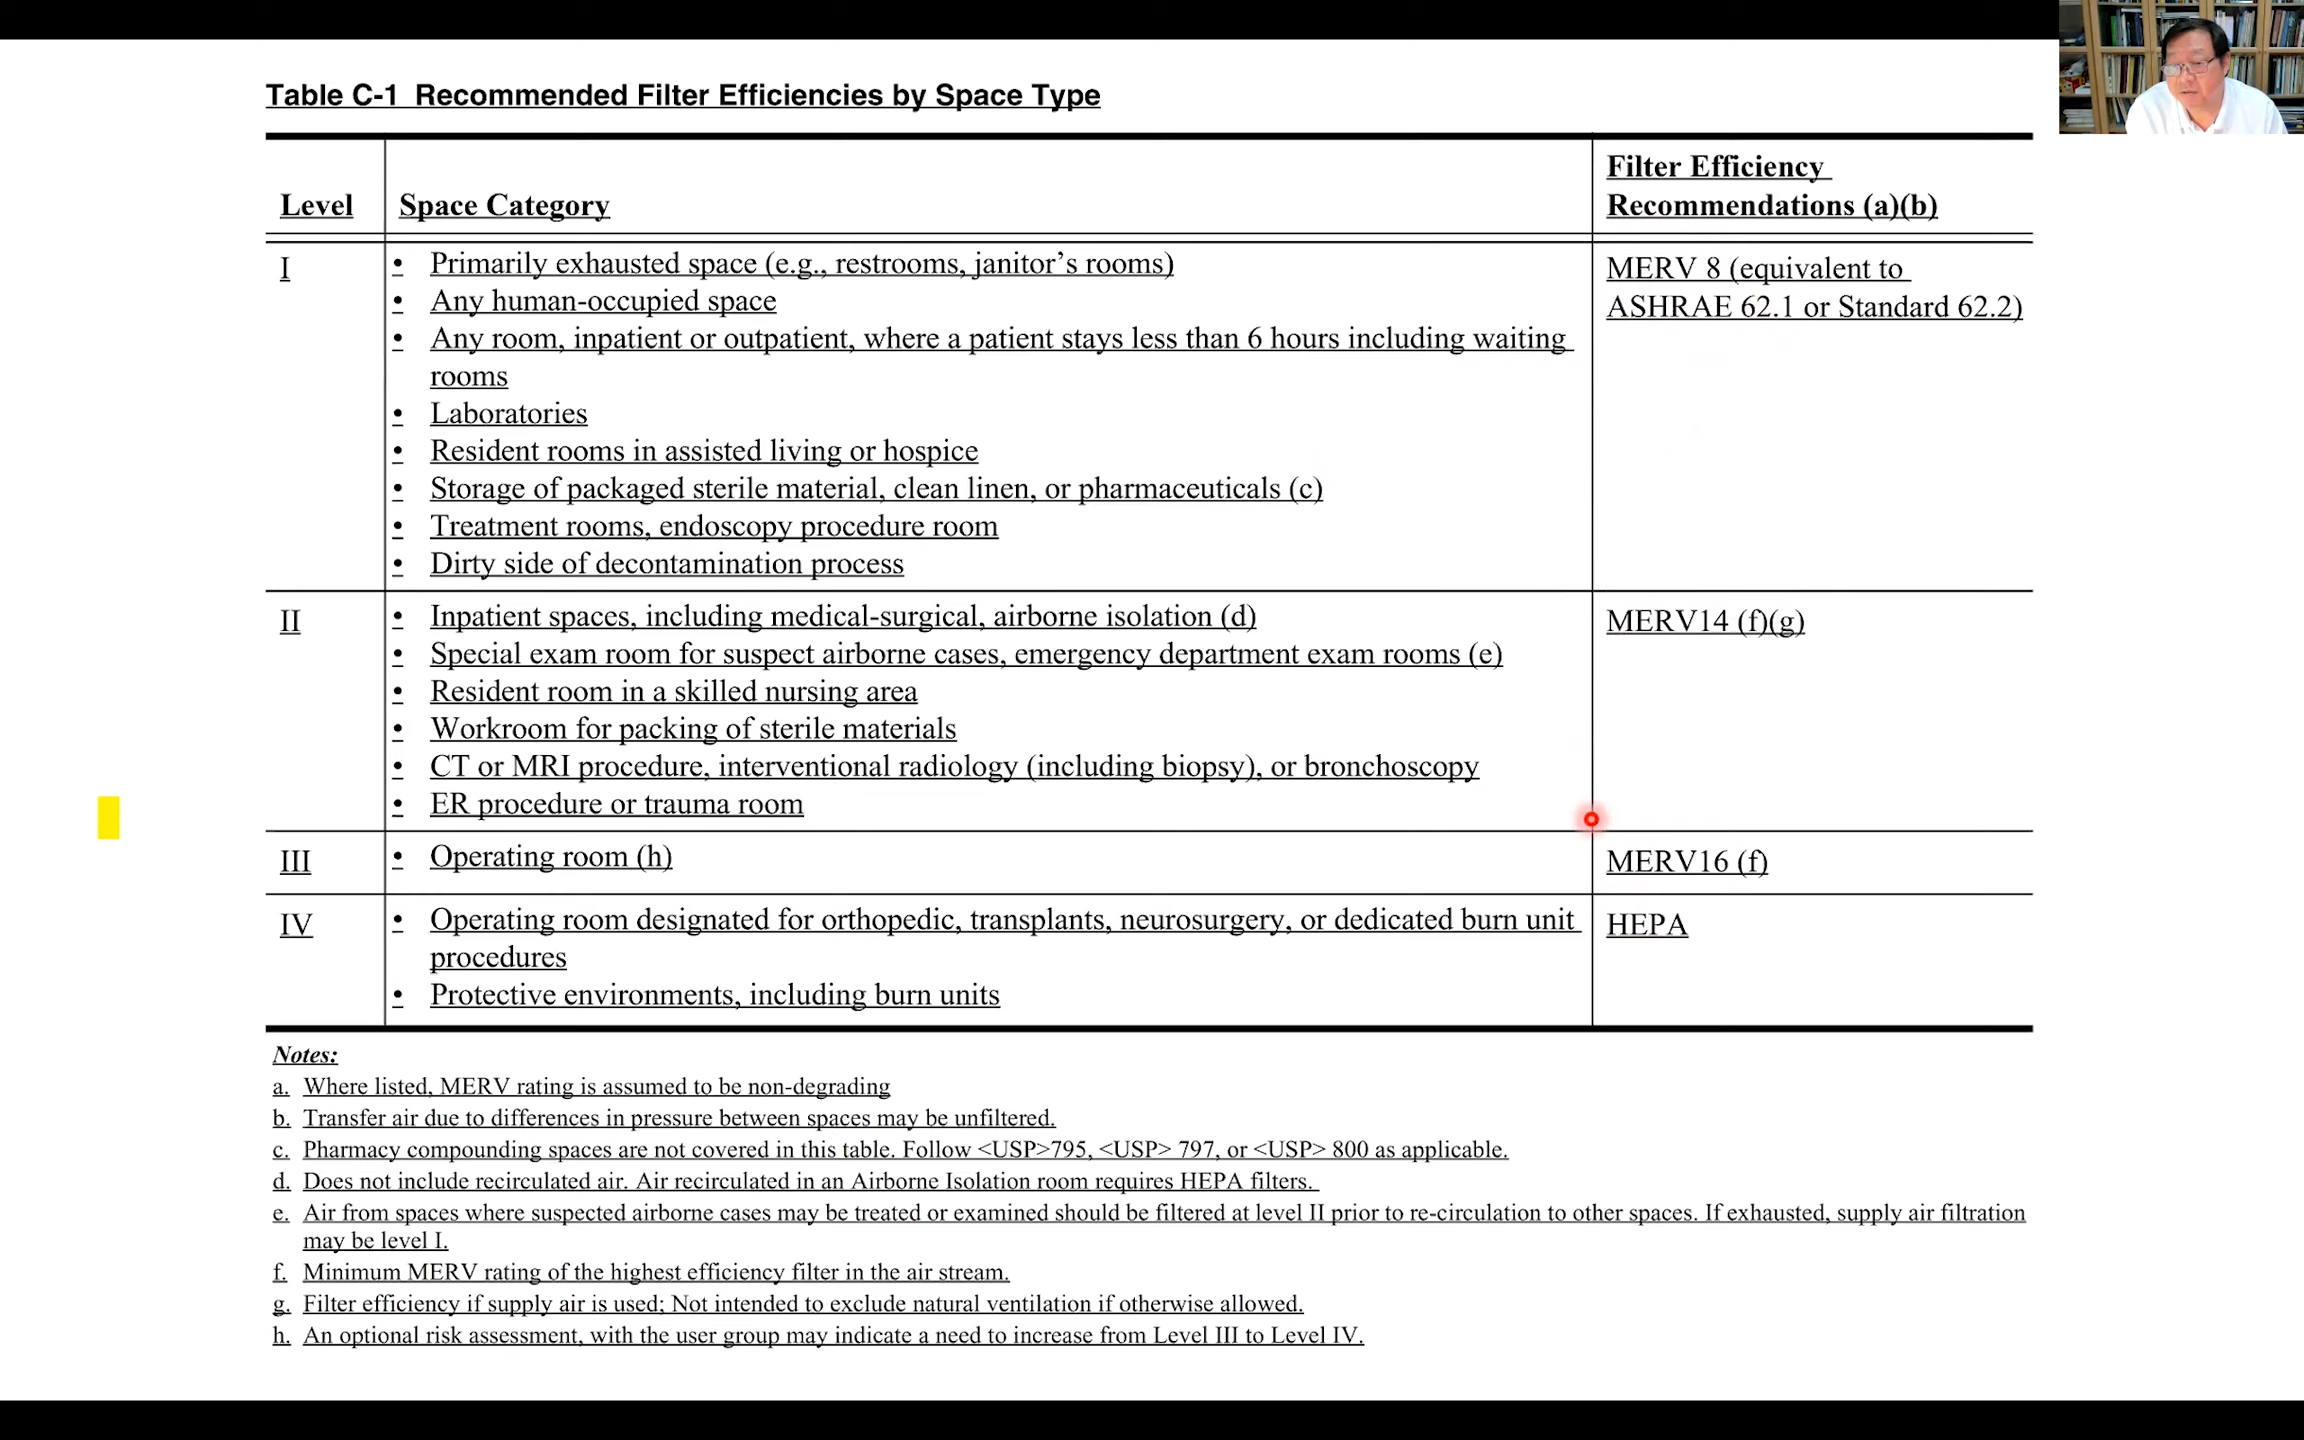 Table C-1 Recommended Filter Efficiencies by Space Type
Level
Space Category
Filter Efficiency
Recommendations (a)(b)
I
• Primarily exhausted space (e.g., restrooms, janitor's rooms)
• Any human-occupied space
• Any room, inpatient or outpatient, where a patient stays less than 6 hours including waiting
rooms
• Laboratories
• Resident rooms in assisted living or hospice
• Storage of packaged sterile material, clean linen, or pharmaceuticals (c)
• Treatment rooms, endoscopy procedure room
• Dirty side of decontamination process
MERV 8 (equivalent to
ASHRAE 62.1 or Standard 62.2)
II
• Inpatient spaces, including medical-surgical, airborne isolation (d)
• Special exam room for suspect airborne cases, emergency department exam rooms (e)
• Resident room in a skilled nursing area
• Workroom for packing of sterile materials
• CT or MRI procedure, interventional radiology (including biopsy), or bronchoscopy
• ER procedure or trauma room
MERV14 (f)(g)
III
• Operating room (h)
MERV16 (f)
IV
• Operating room designated for orthopedic, transplants, neurosurgery, or dedicated burn unit
procedures
• Protective environments, including burn units
HEPA
Notes:
a. Where listed, MERV rating is assumed to be non-degrading
b. Transfer air due to differences in pressure between spaces may be unfiltered.
c. Pharmacy compounding spaces are not covered in this table. Follow <USP>795, <USP> 797, or <USP> 800 as applicable.
d. Does not include recirculated air. Air recirculated in an Airborne Isolation room requires HEPA filters.
e. Air from spaces where suspected airborne cases may be treated or examined should be filtered at level II prior to re-circulation to other spaces. If exhausted, supply air filtration
may be level I.
f. Minimum MERV rating of the highest efficiency filter in the air stream.
g. Filter efficiency if supply air is used; Not intended to exclude natural ventilation if otherwise allowed.
h. An optional risk assessment, with the user group may indicate a need to increase from Level III to Level IV.